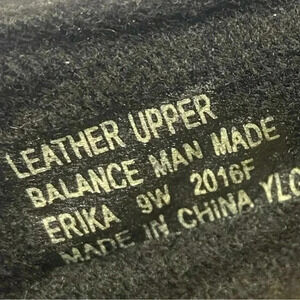 LEATHER UPPER
BALANCE MAN MADE
ERIKA 9W 2016F
MADE IN CHINA YLC